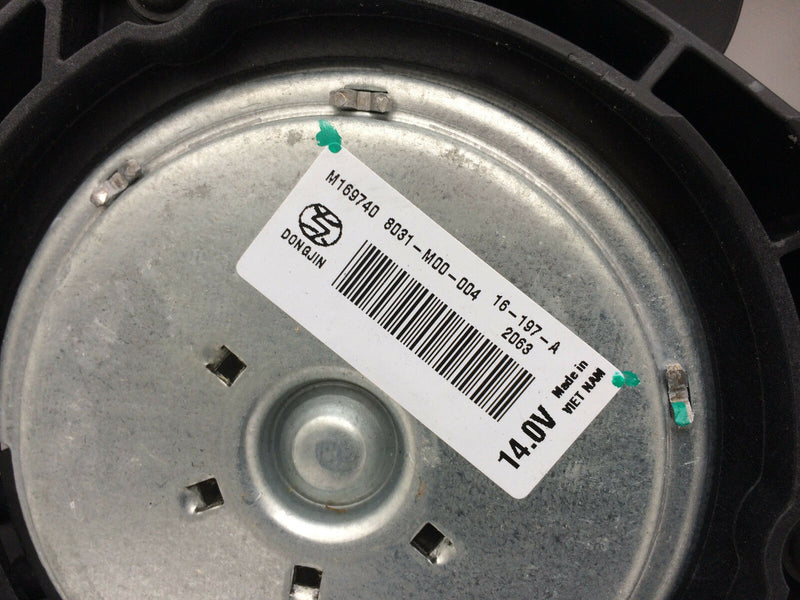 M169740 8031-M00-004 16-197-A
2063
DONGJIN
14.0V
Made in
VIET NAM